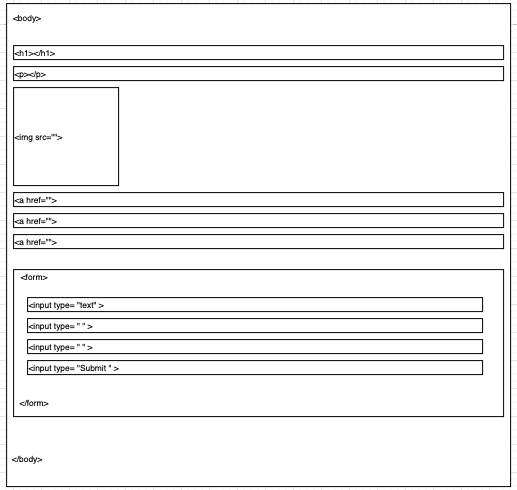 <body>
<h1></h1>
<p></p>
<img src="">
<a href="">
<a href="">
<a href="">
<form>
<input type= "text" >
<input type= " " >
<input type= " " >
<input type= "Submit " >
</form>
</body>